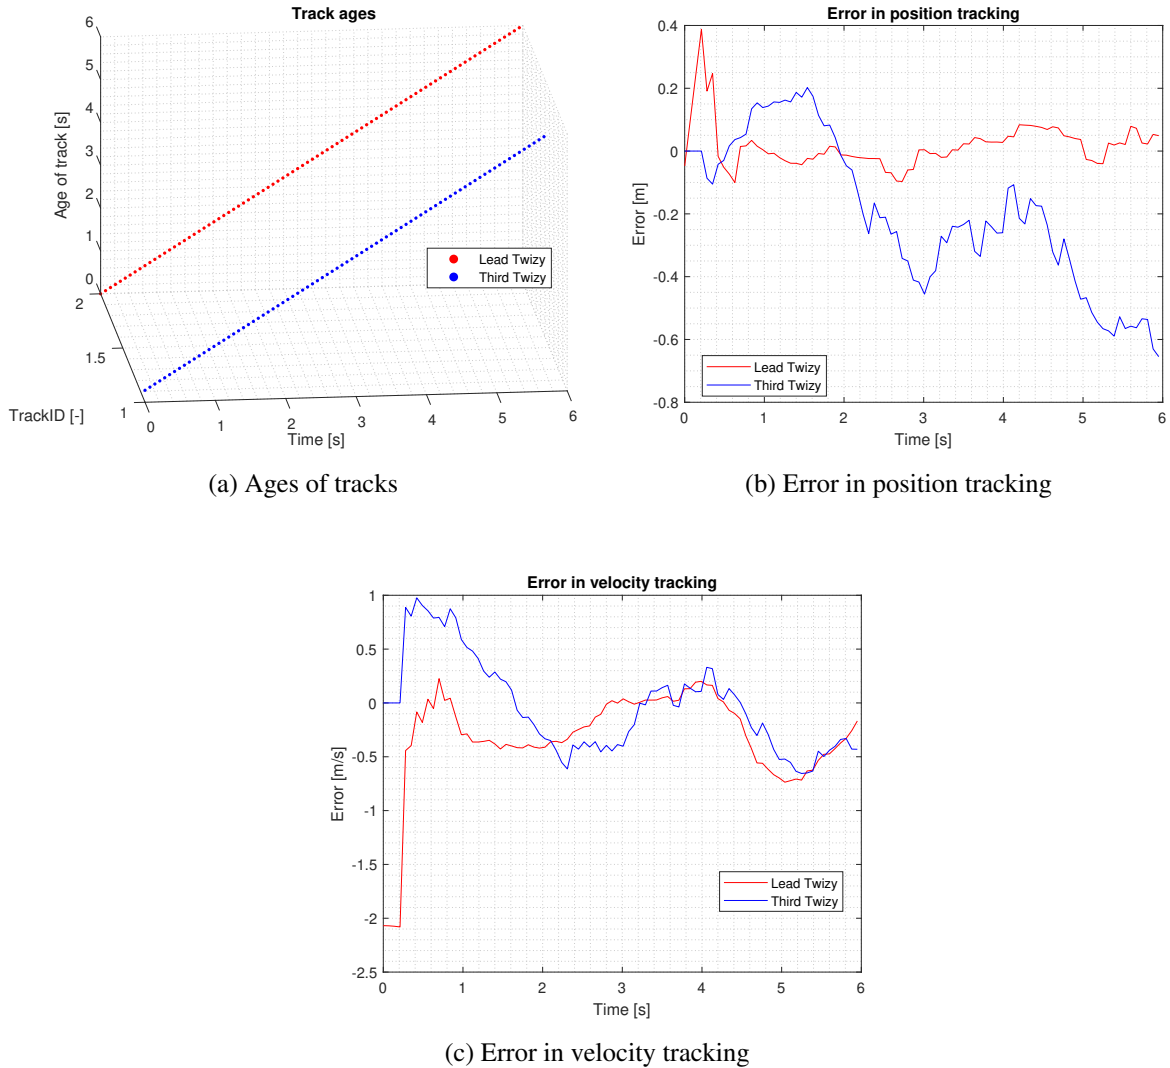 Track ages
6
5
4
3
2
1
0
Age of track [s]
2
1.5
1
TrackID [-]
0
1
2
3
4
5
6
Time [s]
Lead Twizy
Third Twizy
(a) Ages of tracks
Error in position tracking
0.4
0.2
0
-0.2
-0.4
-0.6
-0.8
Error [m]
Lead Twizy
Third Twizy
0
1
2
3
4
5
6
Time [s]
(b) Error in position tracking
Error in velocity tracking
1
0.5
0
-0.5
-1
-1.5
-2
-2.5
Error [m/s]
Lead Twizy
Third Twizy
0
1
2
3
4
5
6
Time [s]
(c) Error in velocity tracking